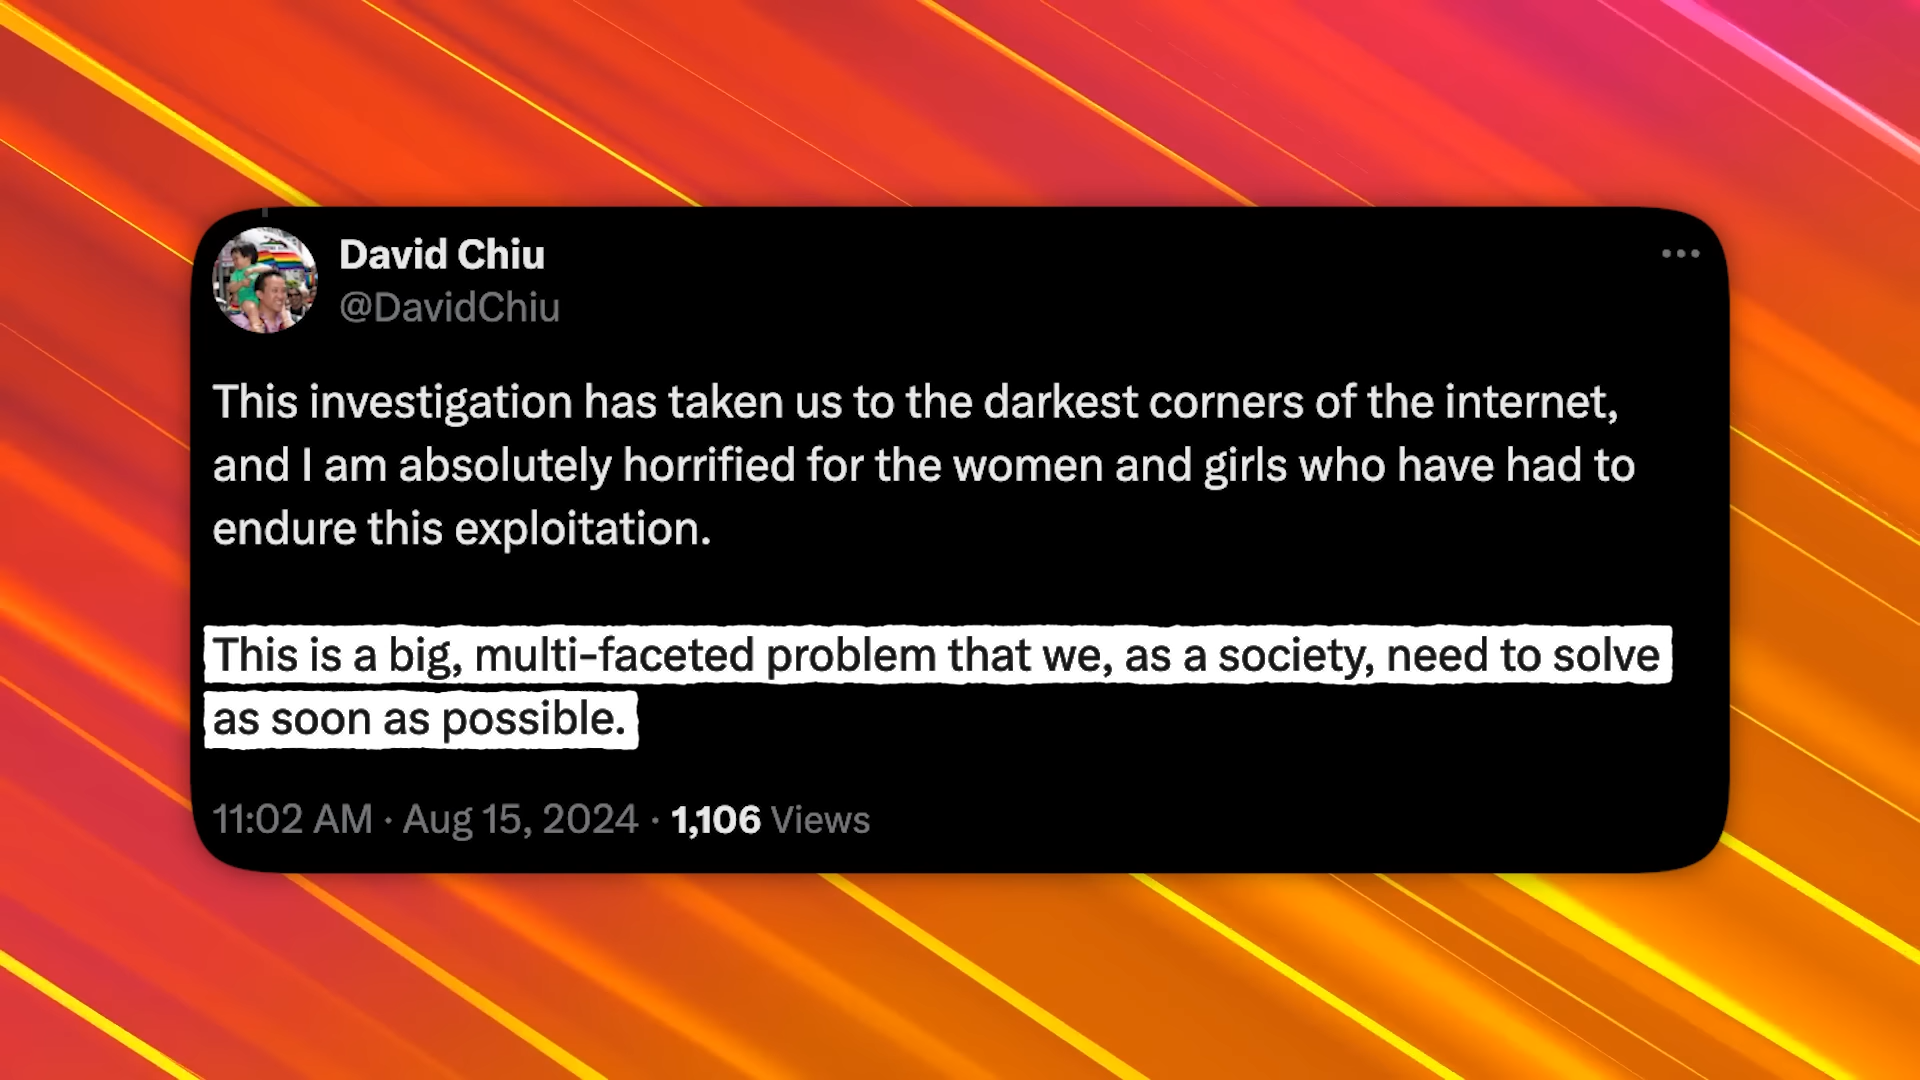 David Chiu
@DavidChiu
This investigation has taken us to the darkest corners of the internet,
and I am absolutely horrified for the women and girls who have had to
endure this exploitation.
This is a big, multi-faceted problem that we, as a society, need to solve
as soon as possible.
11:02 AM · Aug 15, 2024 · 1,106 Views